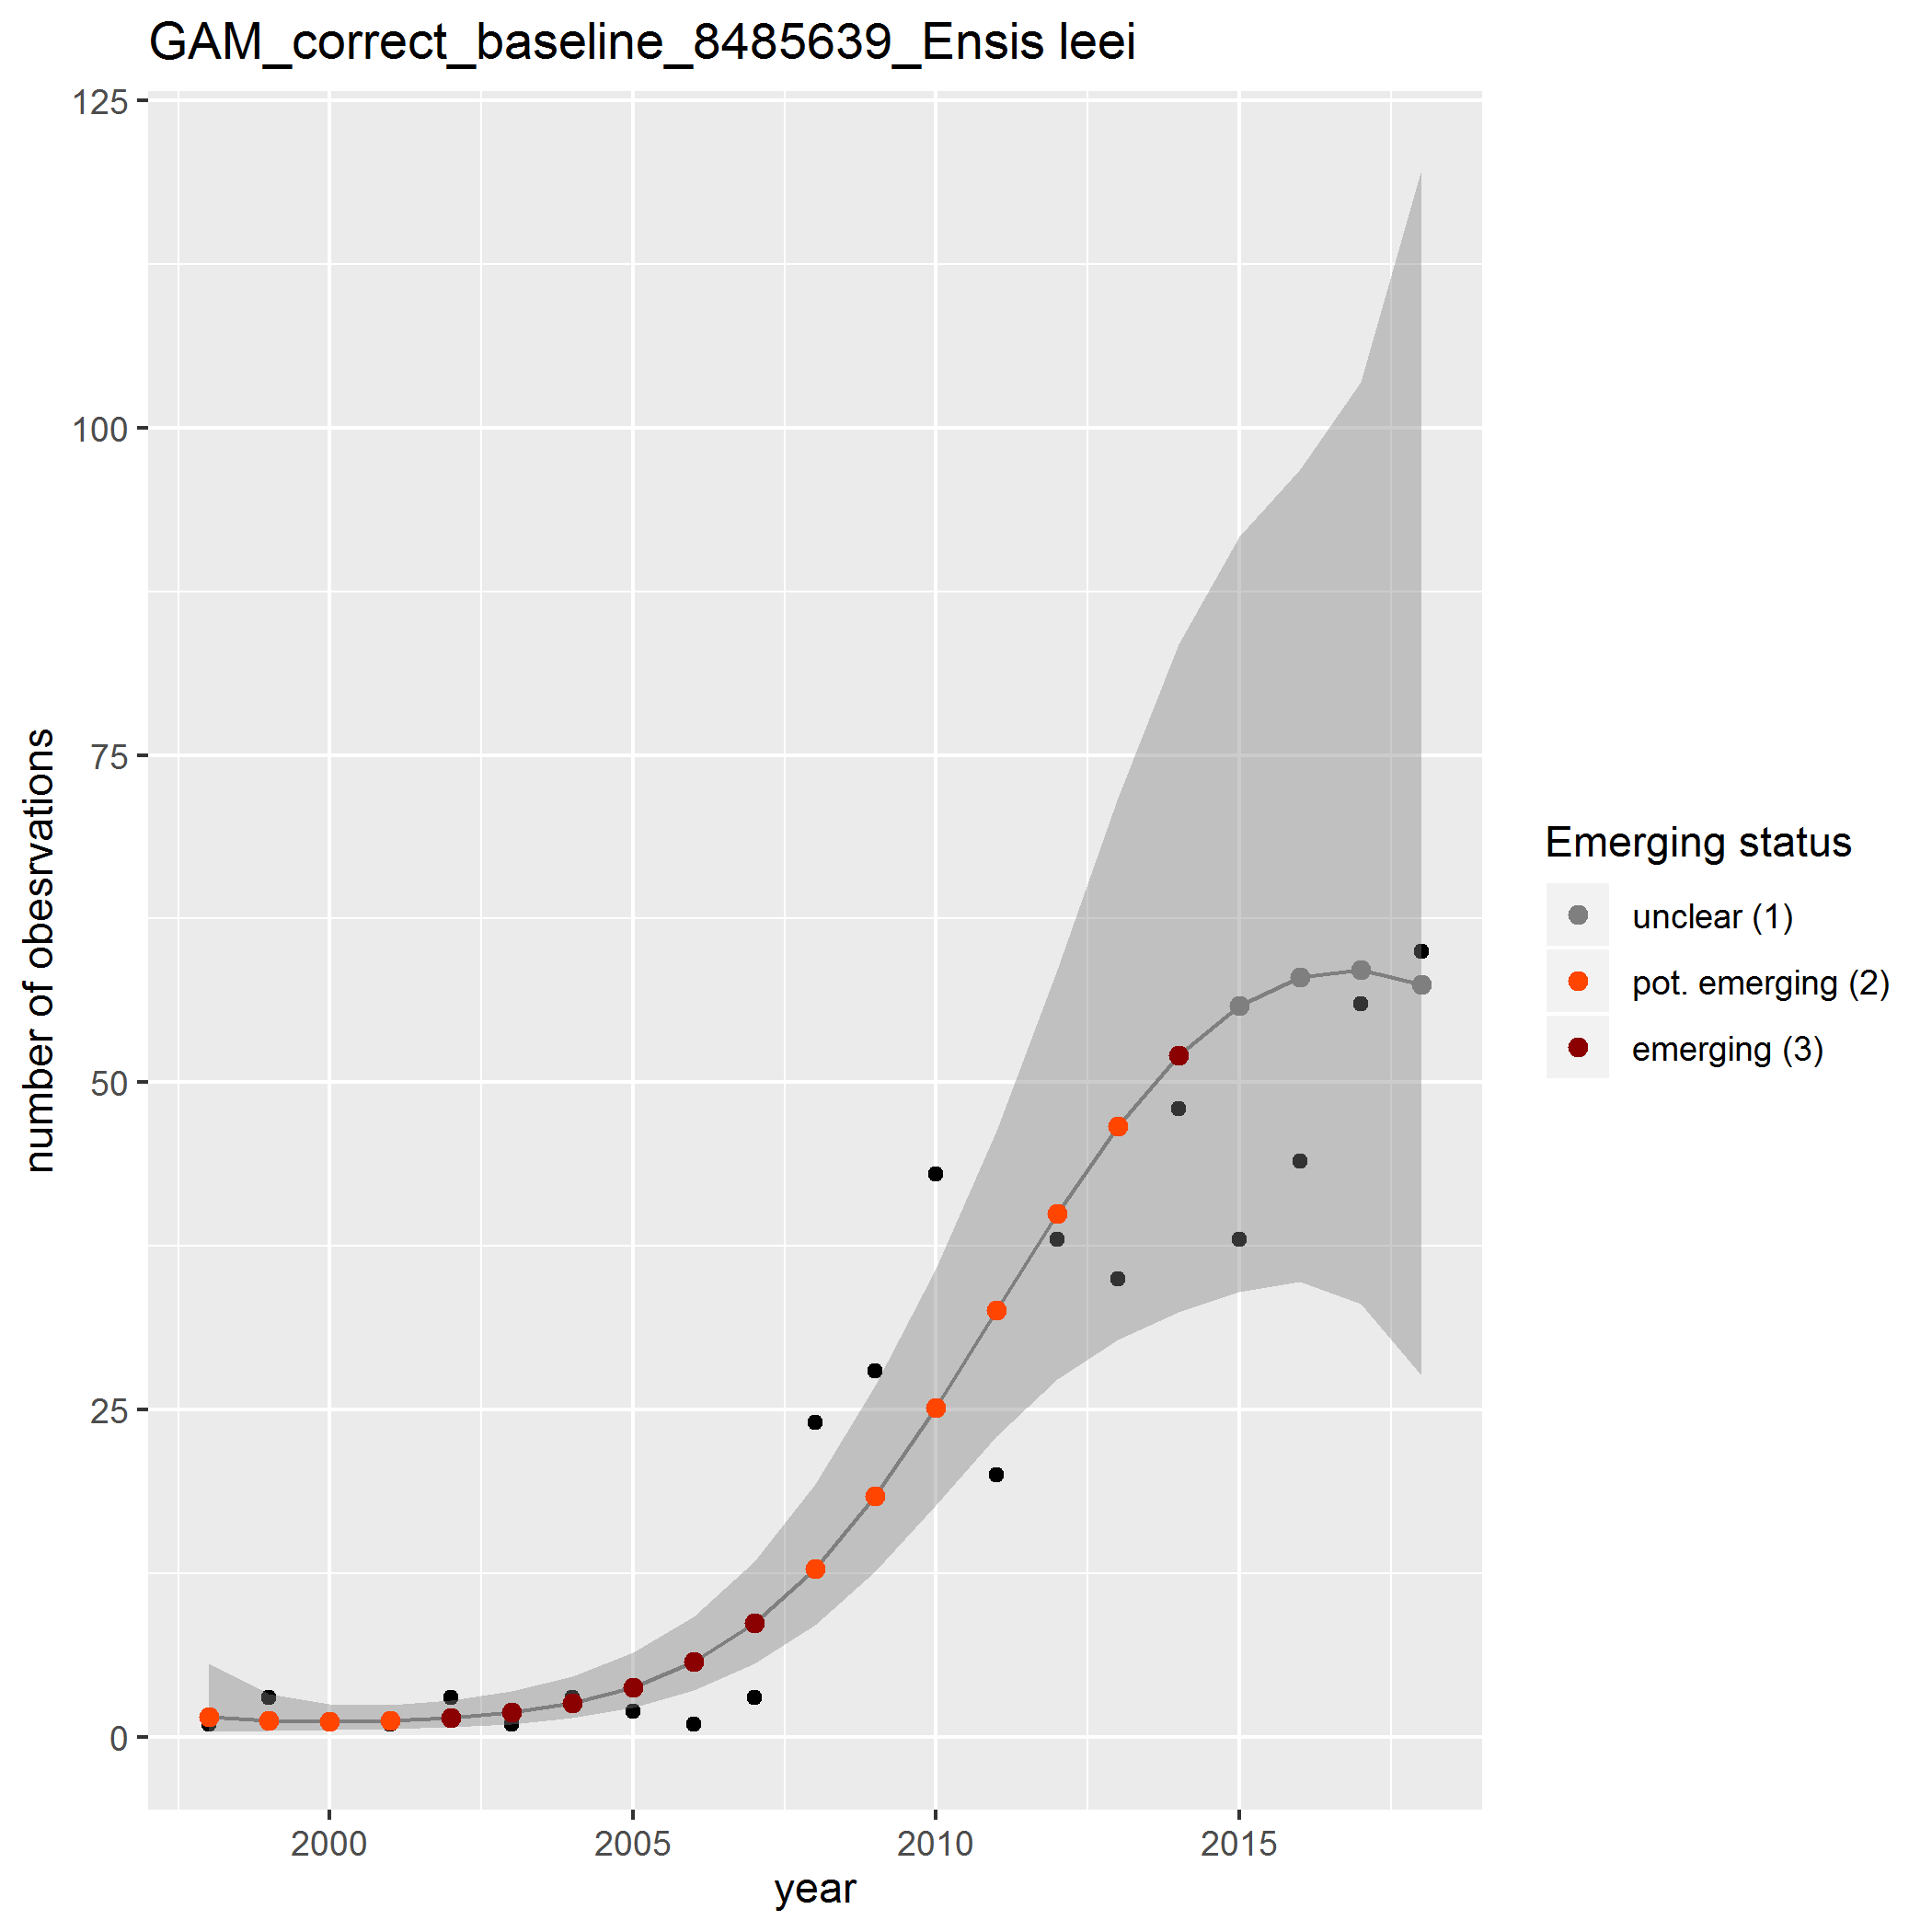 GAM_correct_baseline_8485639_Ensis leei
125
100
75
50
25
0
number of obesrvations
2000
2005
2010
2015
year
Emerging status
unclear (1)
pot. emerging (2)
emerging (3)